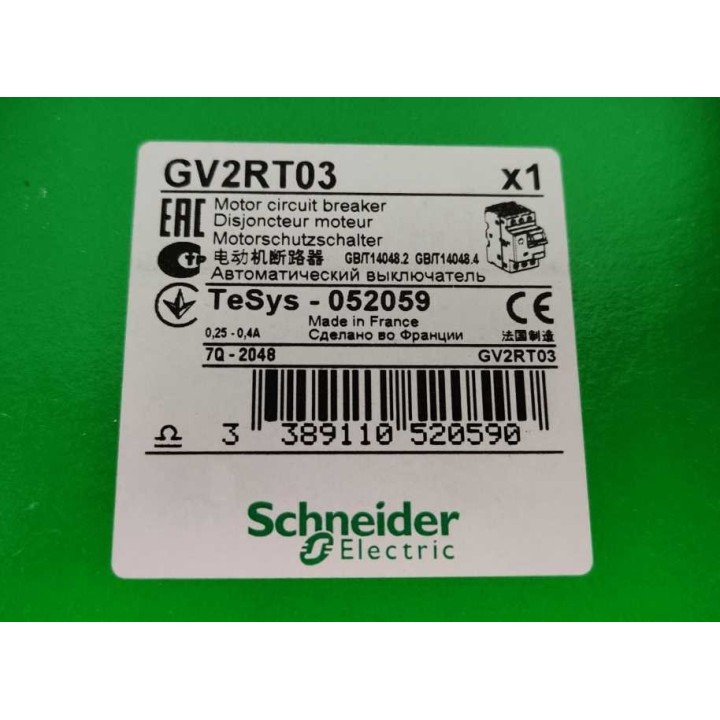 GV2RT03 x1
EAC Motor circuit breaker
Disjoncteur moteur
Motorschutzschalter
电动机断路器 GB/T14048.2 GB/T14048.4
Автоматический выключатель
TeSys - 052059 CE
Made in France
0,25 - 0,4A Сделано во Франции 法国制造
7Q - 2048 GV2RT03
3 389110 520590
Schneider
Electric